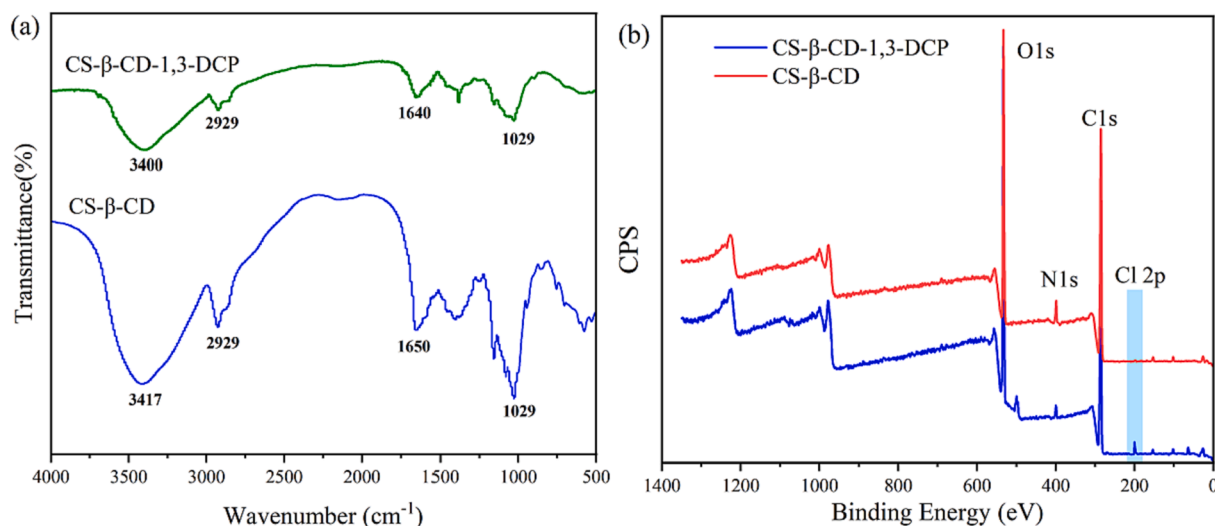 (a)
CS-β-CD-1,3-DCP
2929
1640
1029
3400
CS-β-CD
2929
1650
1029
3417
Transmittance(%)
4000 3500 3000 2500 2000 1500 1000 500
Wavenumber (cm⁻¹)
(b)
CS-β-CD-1,3-DCP
CS-β-CD
O1s
C1s
N1s
Cl 2p
CPS
1400 1200 1000 800 600 400 200 0
Binding Energy (eV)